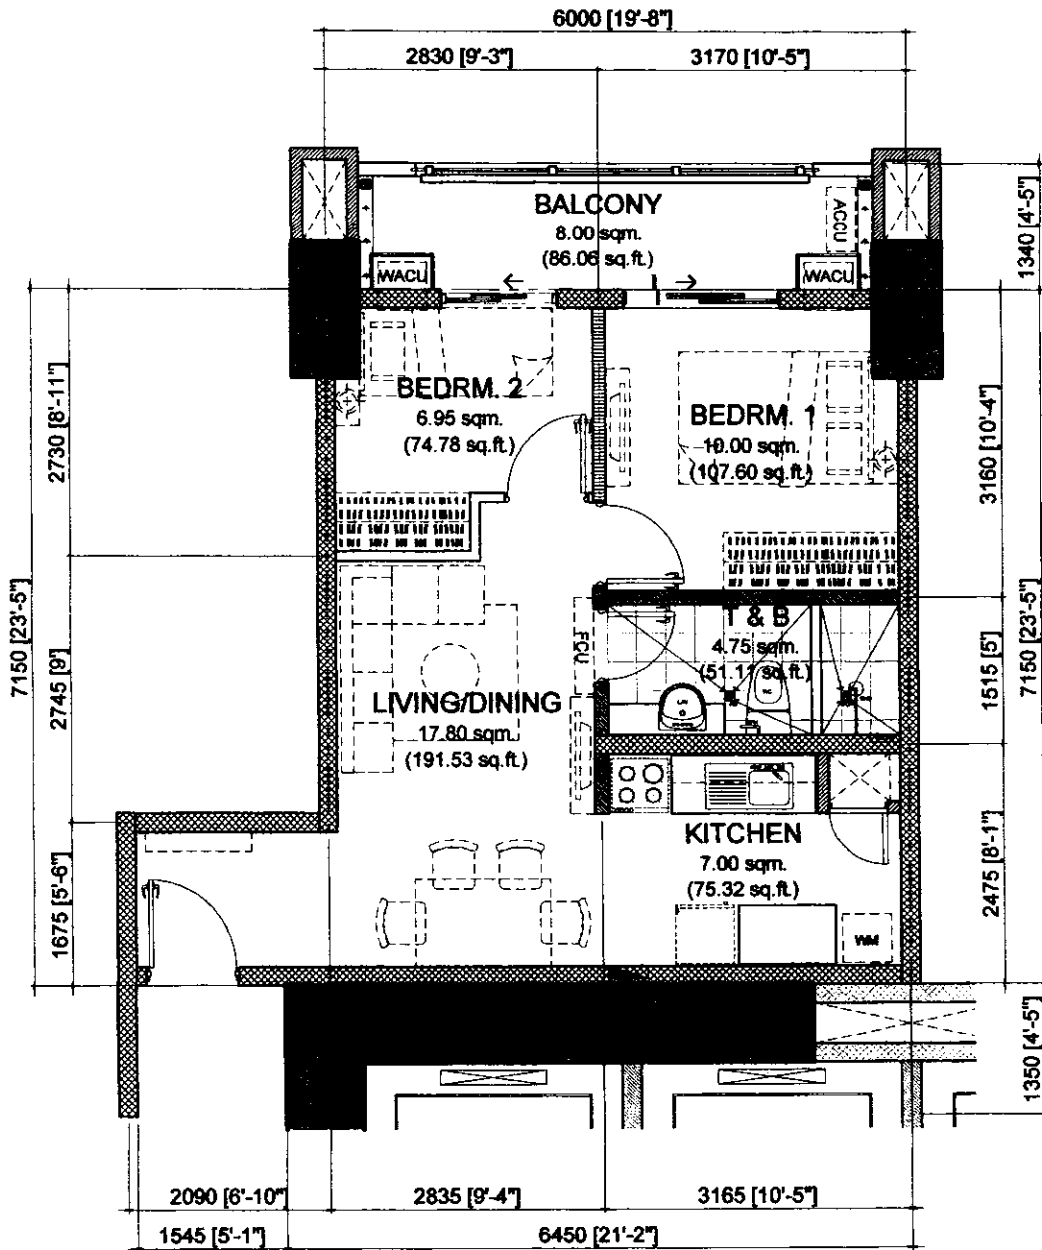 6000 [19'-8"]
2830 [9'-3"]
3170 [10'-5"]
BALCONY
8.00 sqm.
(86.06 sq.ft.)
ACCU
WACU
WACU
1340 [4'-5"]
BEDRM. 2
6.95 sqm.
(74.78 sq.ft.)
BEDRM. 1
10.00 sqm.
(107.60 sq.ft.)
2730 [8'-11"]
3160 [10'-4"]
7150 [23'-5"]
2745 [9']
FCU
T & B
4.75 sqm.
(51.11 sq.ft.)
1515 [5']
7150 [23'-5"]
LIVING/DINING
17.80 sqm.
(191.53 sq.ft.)
KITCHEN
7.00 sqm.
(75.32 sq.ft.)
WM
1675 [5'-6"]
2475 [8'-1"]
1350 [4'-5"]
2090 [6'-10"]
2835 [9'-4"]
3165 [10'-5"]
1545 [5'-1"]
6450 [21'-2"]